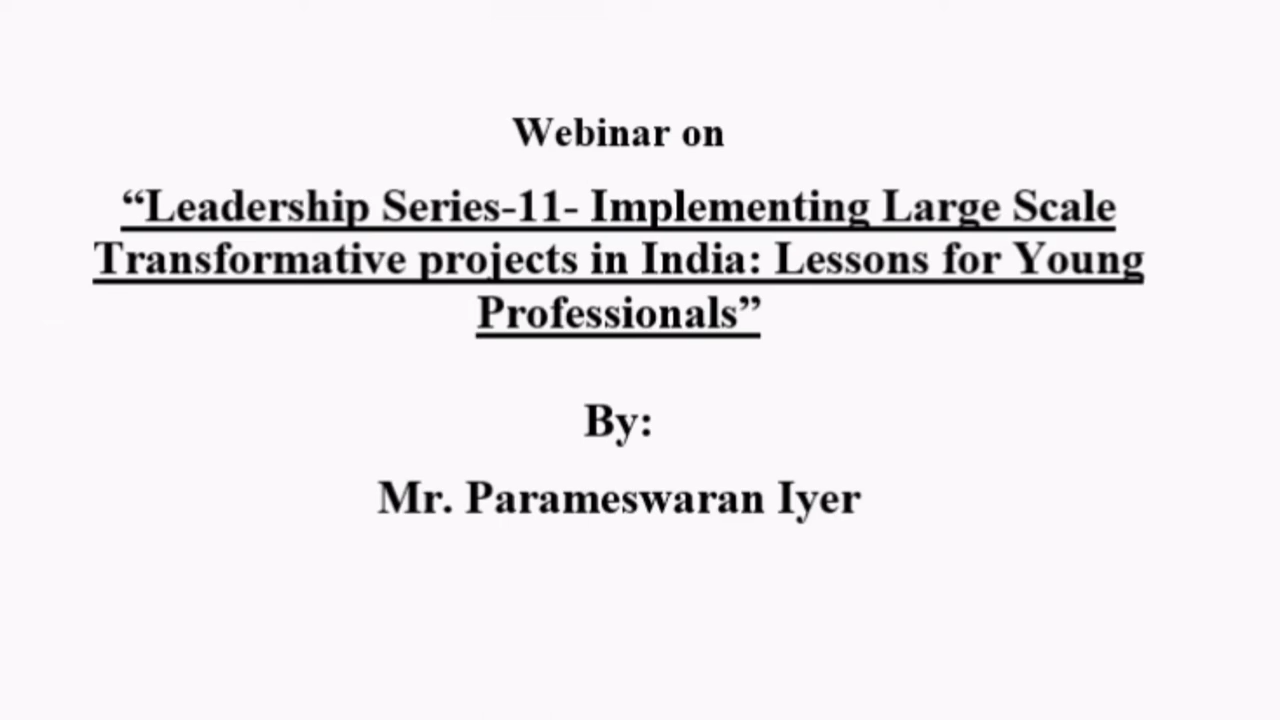 Webinar on
“Leadership Series-11- Implementing Large Scale
Transformative projects in India: Lessons for Young
Professionals”
By:
Mr. Parameswaran Iyer